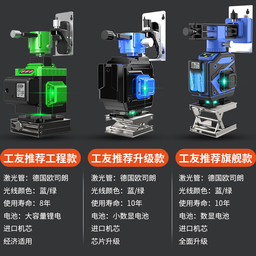 工友推荐工程款
激光管：德国欧司朗
光线颜色：蓝/绿
使用寿命：8年
电池：大容量锂电
进口机芯
经济适用
工友推荐升级款
激光管：德国欧司朗
光线颜色：蓝/绿
使用寿命：10年
电池：小数显电池
进口机芯
芯片升级
工友推荐旗舰款
激光管：德国欧司朗
光线颜色：蓝/绿
使用寿命：10年
电池：数显电池
进口机芯
全面升级